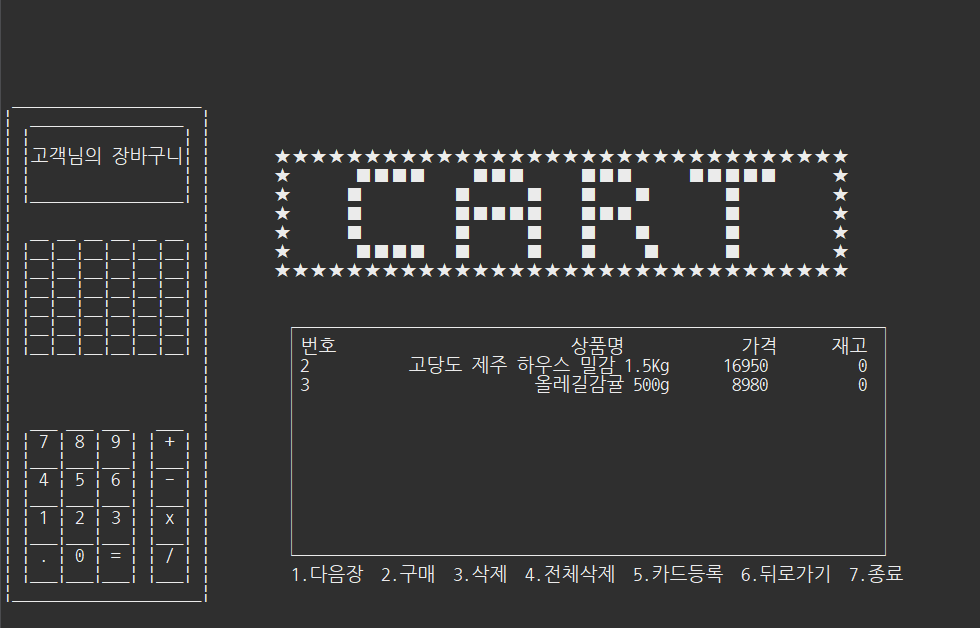 고객님의 장바구니
7 8 9 +
4 5 6 -
1 2 3 x
. 0 = /
CART
번호 상품명 가격 재고
2 고당도 제주 하우스 밀감 1.5Kg 16950 0
3 올레길감귤 500g 8980 0
1.다음장 2.구매 3.삭제 4.전체삭제 5.카드등록 6.뒤로가기 7.종료